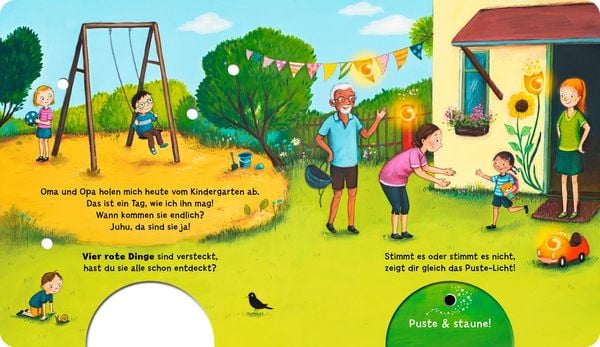 Oma und Opa holen mich heute vom Kindergarten ab.
Das ist ein Tag, wie ich ihn mag!
Wann kommen sie endlich?
Juhu, da sind sie ja!
Vier rote Dinge sind versteckt,
hast du sie alle schon entdeckt?
Stimmt es oder stimmt es nicht,
zeigt dir gleich das Puste-Licht!
Puste & staune!